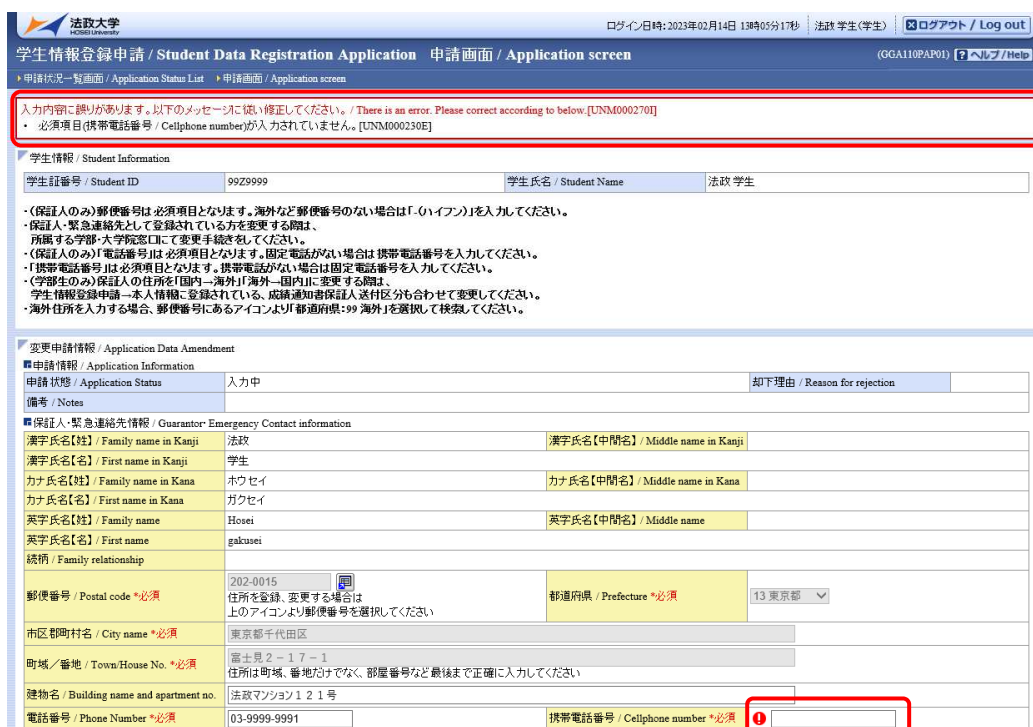 法政大学
HOSEI University
ログイン日時:2023年02月14日 13時05分17秒 法政 学生(学生) ログアウト / Log out
学生情報登録申請 / Student Data Registration Application 申請画面 / Application screen (GGA110PAP01) ヘルプ/Help
申請状況一覧画面 / Application Status List 申請画面 / Application screen
入力内容に誤りがあります。以下のメッセージに従い修正してください。 / There is an error. Please correct according to below.[UNM000270I]
・ 必須項目(携帯電話番号 / Cellphone number)が入力されていません。[UNM000230E]
学生情報 / Student Information
学生証番号 / Student ID 99Z9999 学生氏名 / Student Name 法政 学生
・(保証人のみ)郵便番号は必須項目となります。海外など郵便番号のない場合は「-(ハイフン)」を入力してください。
・保証人・緊急連絡先として登録されている方を変更する際は、
所属する学部・大学院窓口にて変更手続きをしてください。
・(保証人のみ)「電話番号」は必須項目となります。固定電話がない場合は携帯電話番号を入力してください。
・「携帯電話番号」は必須項目となります。携帯電話がない場合は固定電話番号を入力してください。
・(学部生のみ)保証人の住所を「国内→海外」「海外→国内」に変更する際は、
学生情報登録申請→本人情報に登録されている、成績通知書保証人送付区分も合わせて変更してください。
・海外住所を入力する場合、郵便番号にあるアイコンより「都道府県:99 海外」を選択して検索してください。
変更申請情報 / Application Data Amendment
申請情報 / Application Information
申請状態 / Application Status 入力中 却下理由 / Reason for rejection
備考 / Notes
保証人・緊急連絡先情報 / Guarantor· Emergency Contact information
漢字氏名【姓】 / Family name in Kanji 法政 漢字氏名【中間名】 / Middle name in Kanji
漢字氏名【名】 / First name in Kanji 学生
カナ氏名【姓】 / Family name in Kana ホウセイ カナ氏名【中間名】 / Middle name in Kana
カナ氏名【名】 / First name in Kana ガクセイ
英字氏名【姓】 / Family name Hosei 英字氏名【中間名】 / Middle name
英字氏名【名】 / First name gakusei
続柄 / Family relationship
郵便番号 / Postal code *必須 202-0015 都道府県 / Prefecture *必須 13 東京都
住所を登録、変更する場合は
上のアイコンより郵便番号を選択してください
市区郡町村名 / City name *必須 東京都千代田区
町域/番地 / Town/House No. *必須 富士見2-17-1
住所は町域、番地だけでなく、部屋番号など最後まで正確に入力してください
建物名 / Building name and apartment no. 法政マンション121号
電話番号 / Phone Number *必須 03-9999-9991 携帯電話番号 / Cellphone number *必須